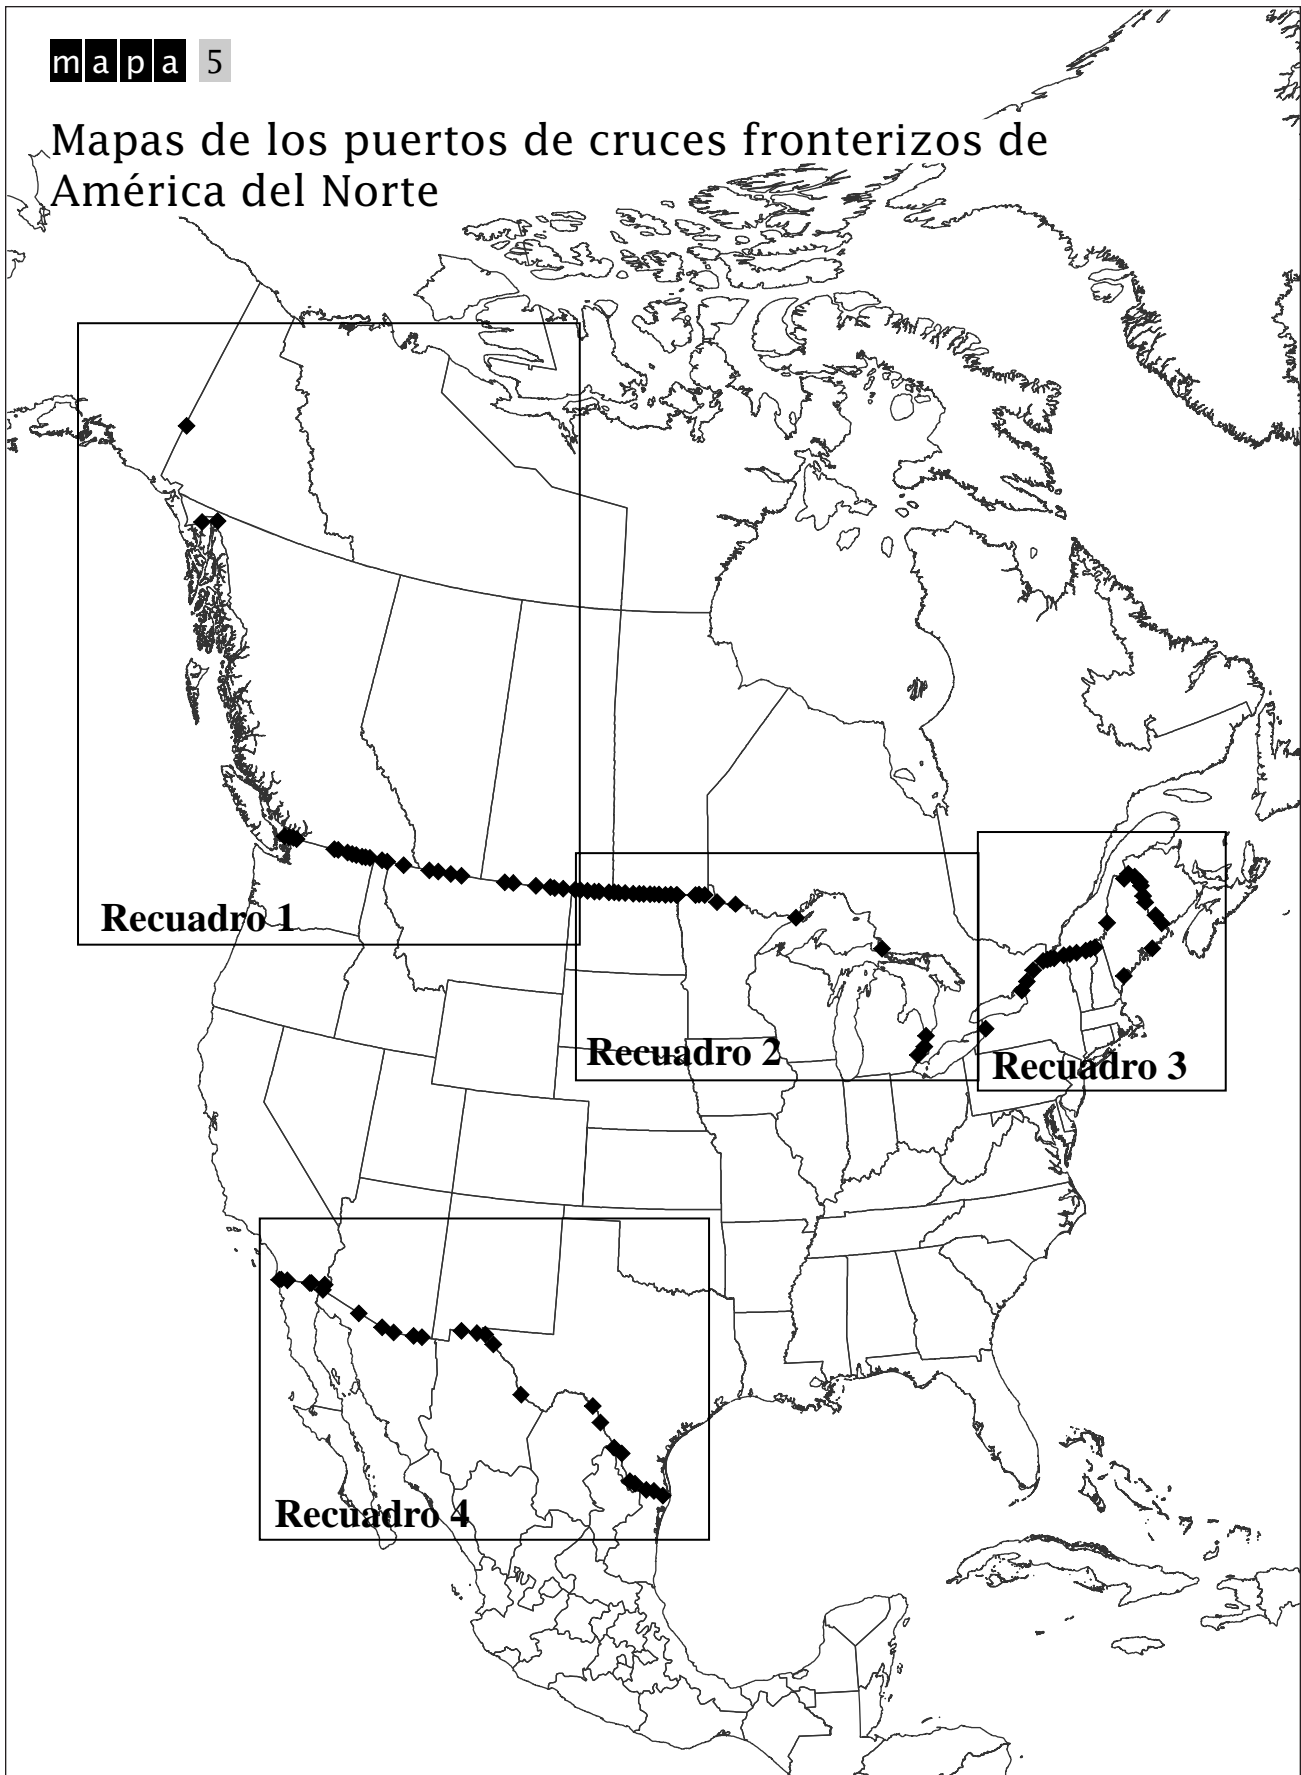 mapa 5
Mapas de los puertos de cruces fronterizos de
América del Norte
Recuadro 1
Recuadro 2
Recuadro 3
Recuadro 4